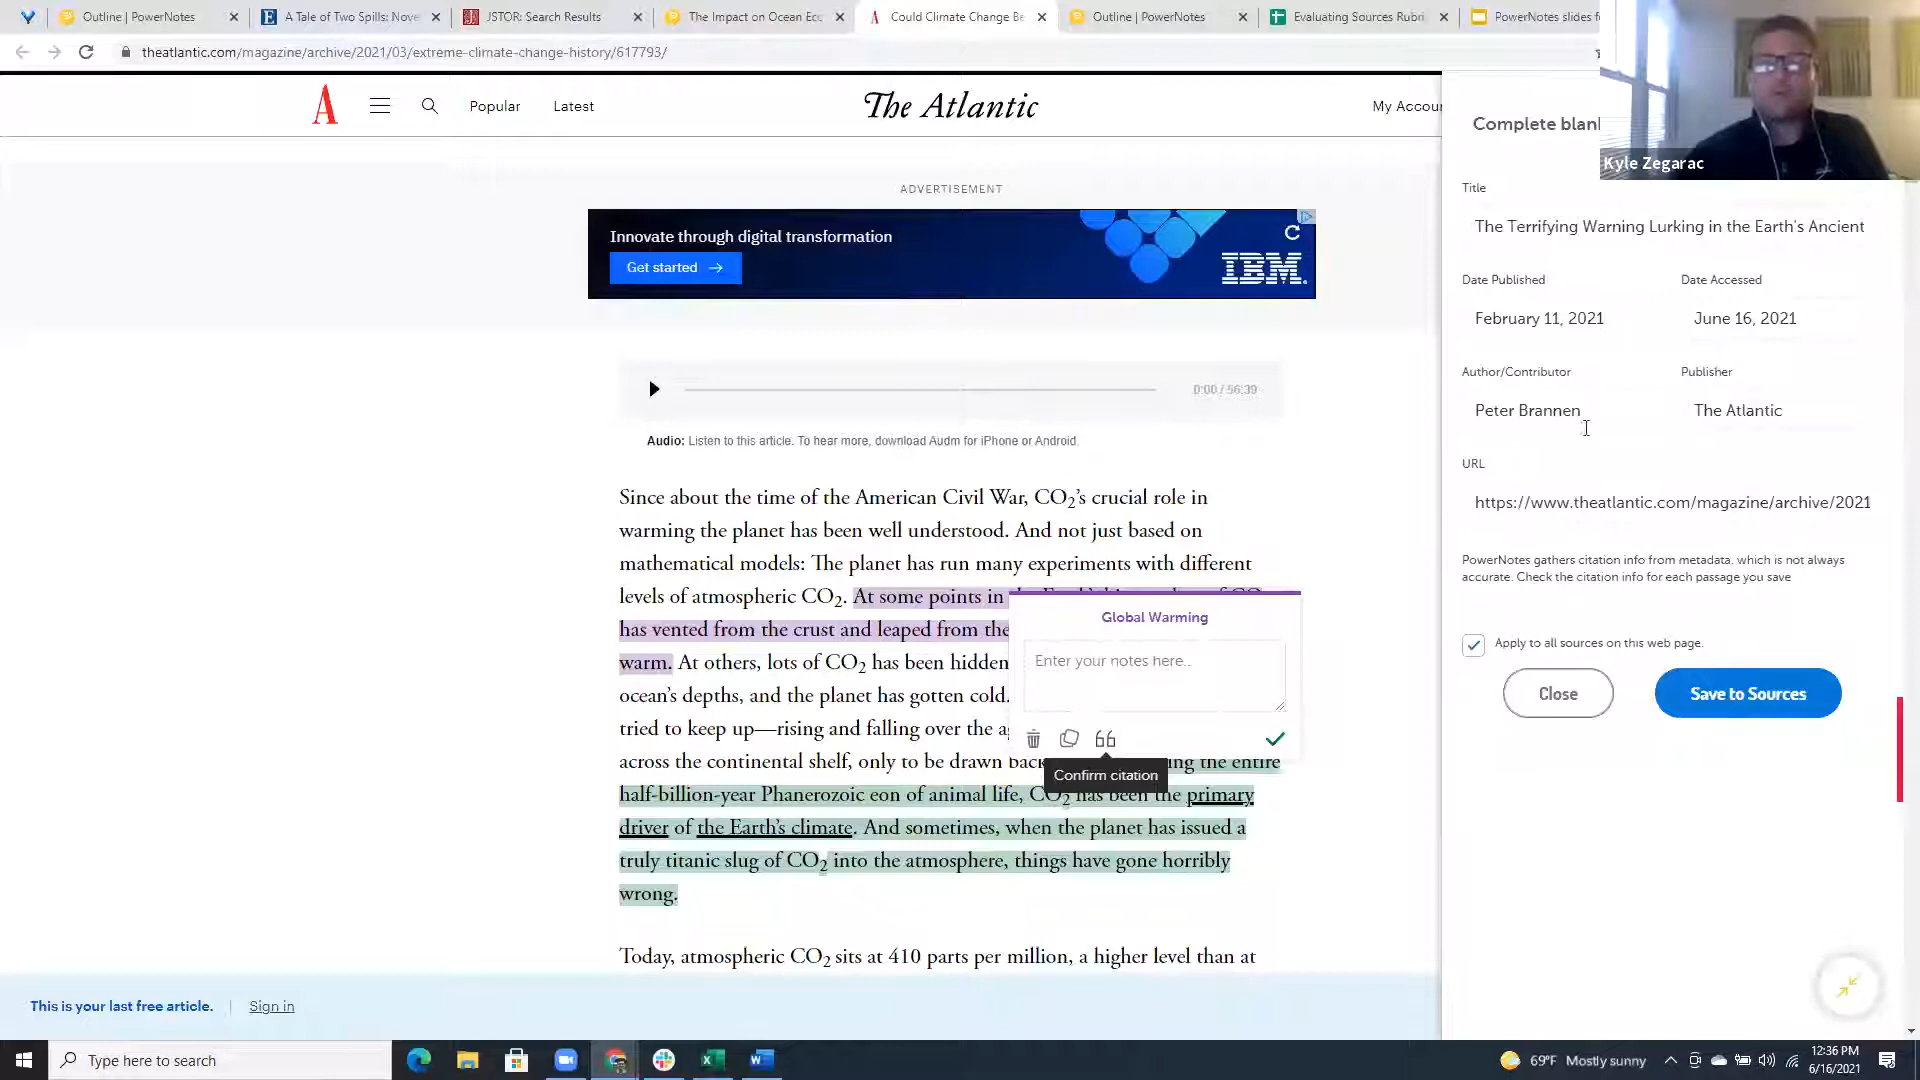 Outline | PowerNotes
A Tale of Two Spills: Nove
JSTOR: Search Results
The Impact on Ocean Eco
Could Climate Change Be
Outline | PowerNotes
Evaluating Sources Rubri
PowerNotes slides f
theatlantic.com/magazine/archive/2021/03/extreme-climate-change-history/617793/
Popular
Latest
The Atlantic
My Accou
Complete blan
Kyle Zegarac
ADVERTISEMENT
Innovate through digital transformation
Get started →
IBM.
Title
The Terrifying Warning Lurking in the Earth's Ancient
Date Published
Date Accessed
February 11, 2021
June 16, 2021
Author/Contributor
Publisher
Peter Brannen
The Atlantic
URL
https://www.theatlantic.com/magazine/archive/2021
PowerNotes gathers citation info from metadata, which is not always
accurate. Check the citation info for each passage you save
Apply to all sources on this web page.
Close
Save to Sources
0:00 / 56:39
Audio: Listen to this article. To hear more, download Audm for iPhone or Android.
Since about the time of the American Civil War, CO2's crucial role in
warming the planet has been well understood. And not just based on
mathematical models: The planet has run many experiments with different
levels of atmospheric CO2. At some points in
has vented from the crust and leaped from the
warm. At others, lots of CO2 has been hidden
ocean's depths, and the planet has gotten cold.
tried to keep up—rising and falling over the a
across the continental shelf, only to be drawn back ng the entire
half-billion-year Phanerozoic eon of animal life, CO2 has been the primary
driver of the Earth's climate. And sometimes, when the planet has issued a
truly titanic slug of CO2 into the atmosphere, things have gone horribly
wrong.
Global Warming
Enter your notes here..
Confirm citation
Today, atmospheric CO2 sits at 410 parts per million, a higher level than at
This is your last free article.
Sign in
Type here to search
69°F Mostly sunny
12:36 PM
6/16/2021